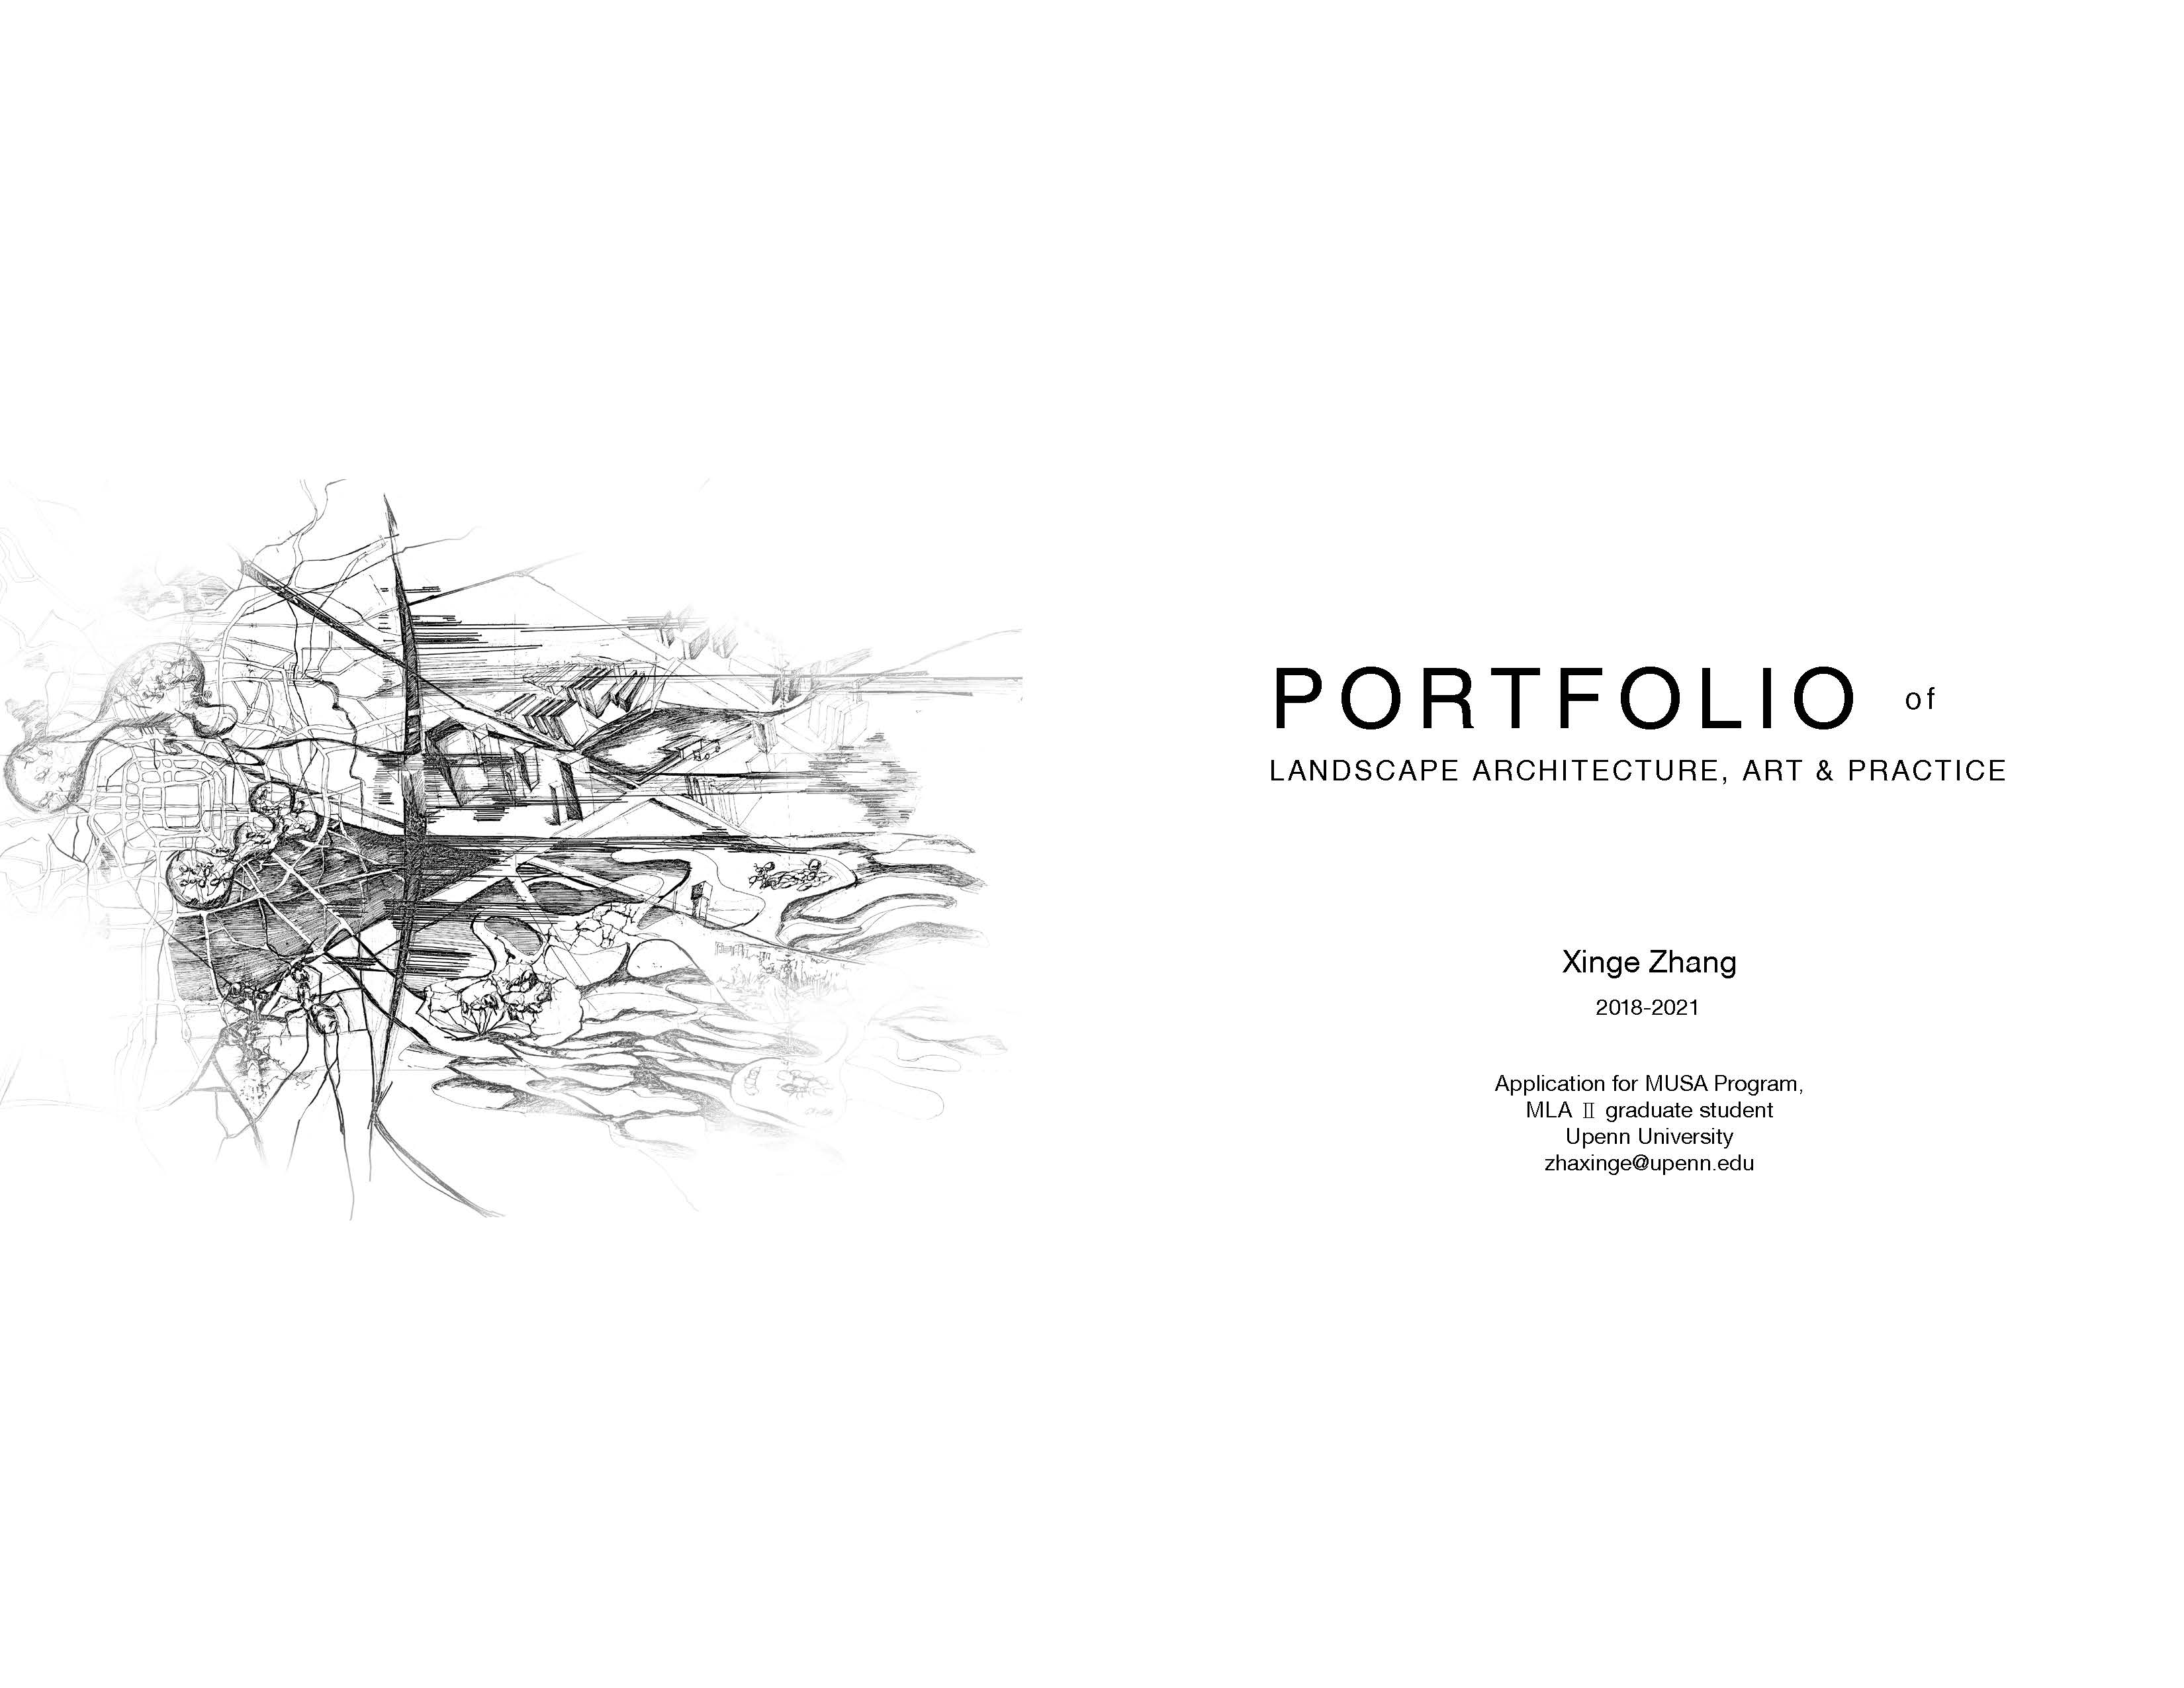 PORTFOLIO of
LANDSCAPE ARCHITECTURE, ART & PRACTICE
Xinge Zhang
2018-2021
Application for MUSA Program,
MLA Ⅱ graduate student
Upenn University
zhaxinge@upenn.edu